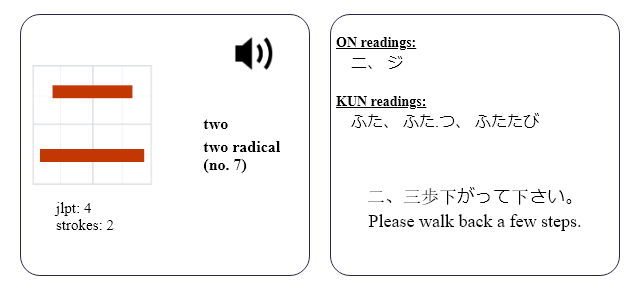 two
two radical
(no. 7)
jlpt: 4
strokes: 2
ON readings:
ニ、 ジ
KUN readings:
ふた、 ふた.つ、 ふたたび
二、三歩下がって下さい。
Please walk back a few steps.